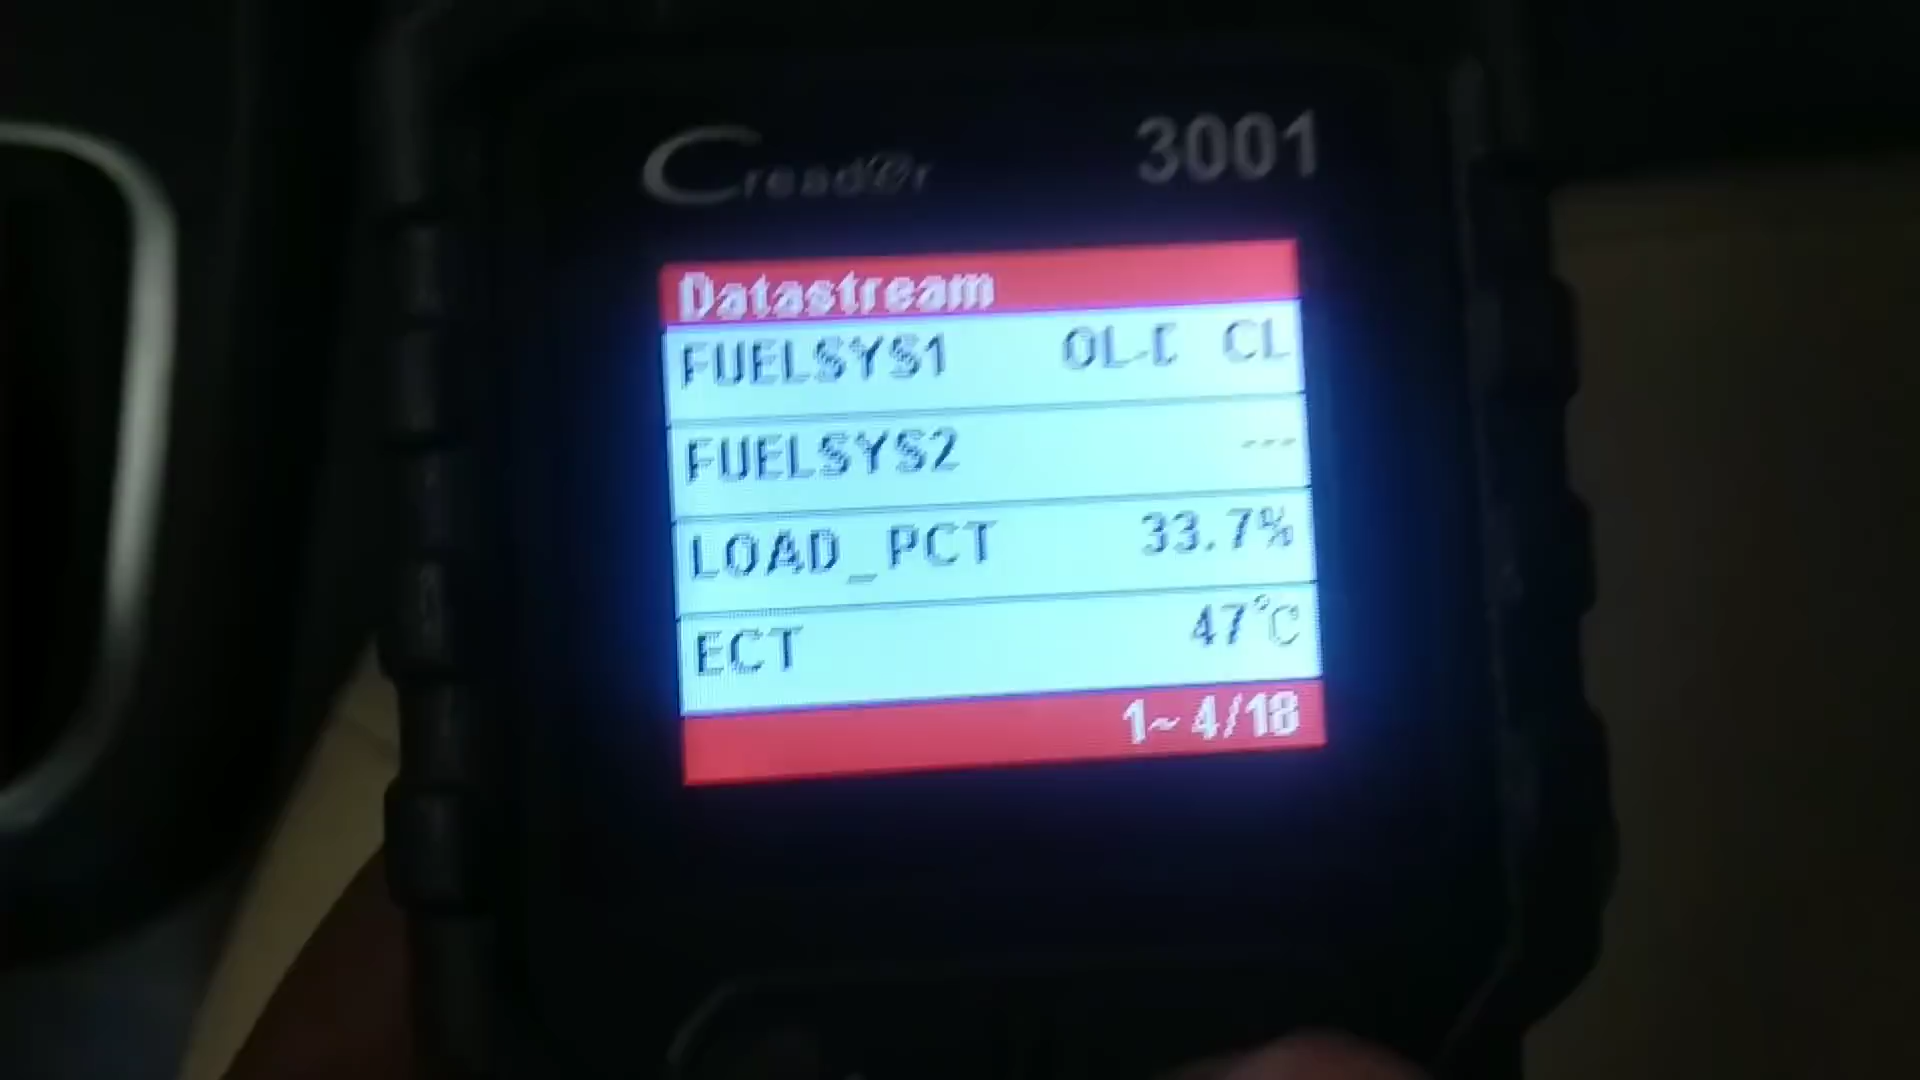 Creader 3001
Datastream
FUELSYS1 OL-D CL
FUELSYS2 ---
LOAD_PCT 33.7%
ECT 47°C
1~ 4/18